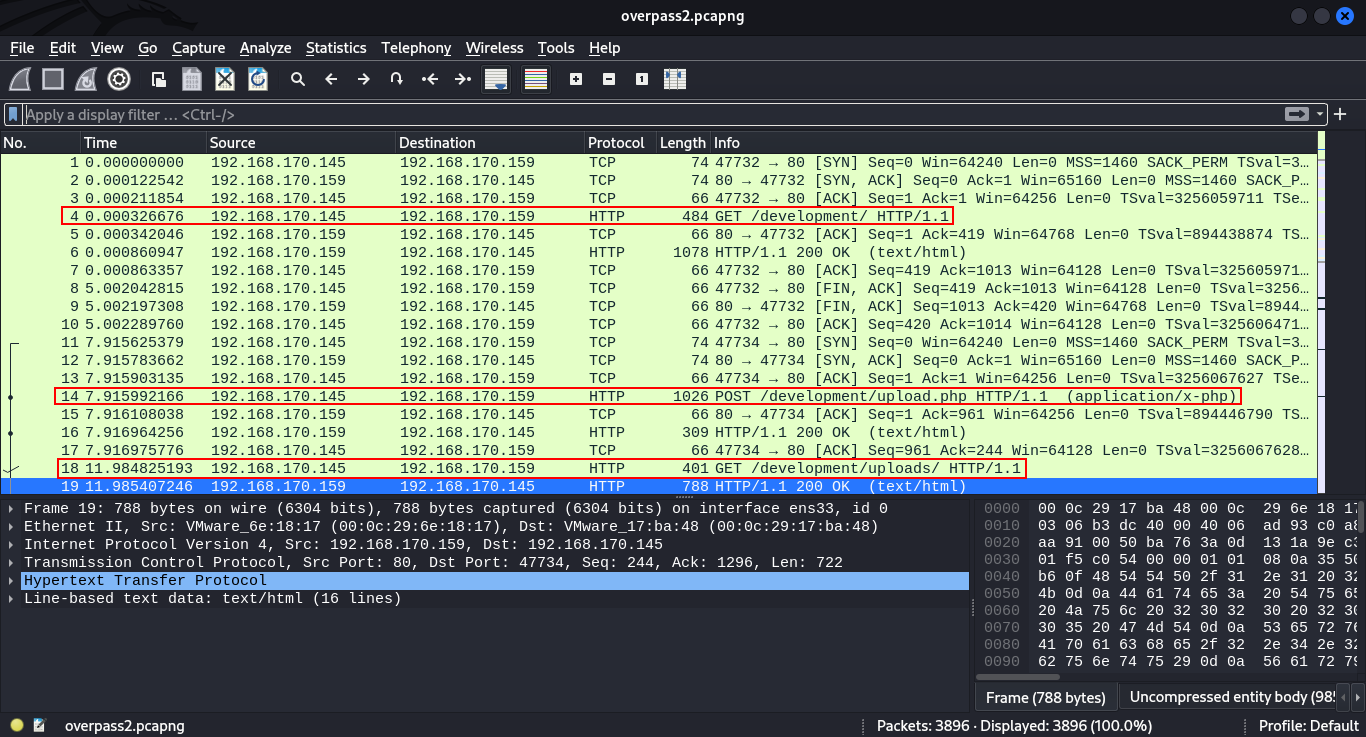 overpass2.pcapng
File Edit View Go Capture Analyze Statistics Telephony Wireless Tools Help
Apply a display filter … <Ctrl-/>
No. Time Source Destination Protocol Length Info
1 0.000000000 192.168.170.145 192.168.170.159 TCP 74 47732 → 80 [SYN] Seq=0 Win=64240 Len=0 MSS=1460 SACK_PERM TSval=3…
2 0.000122542 192.168.170.159 192.168.170.145 TCP 74 80 → 47732 [SYN, ACK] Seq=0 Ack=1 Win=65160 Len=0 MSS=1460 SACK_P…
3 0.000211854 192.168.170.145 192.168.170.159 TCP 66 47732 → 80 [ACK] Seq=1 Ack=1 Win=64256 Len=0 TSval=3256059711 TSe…
4 0.000326676 192.168.170.145 192.168.170.159 HTTP 484 GET /development/ HTTP/1.1
5 0.000342046 192.168.170.159 192.168.170.145 TCP 66 80 → 47732 [ACK] Seq=1 Ack=419 Win=64768 Len=0 TSval=894438874 TS…
6 0.000860947 192.168.170.159 192.168.170.145 HTTP 1078 HTTP/1.1 200 OK (text/html)
7 0.000863357 192.168.170.145 192.168.170.159 TCP 66 47732 → 80 [ACK] Seq=419 Ack=1013 Win=64128 Len=0 TSval=325605971…
8 5.002042815 192.168.170.145 192.168.170.159 TCP 66 47732 → 80 [FIN, ACK] Seq=419 Ack=1013 Win=64128 Len=0 TSval=3256…
9 5.002197308 192.168.170.159 192.168.170.145 TCP 66 80 → 47732 [FIN, ACK] Seq=1013 Ack=420 Win=64768 Len=0 TSval=8944…
10 5.002289760 192.168.170.145 192.168.170.159 TCP 66 47732 → 80 [ACK] Seq=420 Ack=1014 Win=64128 Len=0 TSval=325606471…
11 7.915625379 192.168.170.145 192.168.170.159 TCP 74 47734 → 80 [SYN] Seq=0 Win=64240 Len=0 MSS=1460 SACK_PERM TSval=3…
12 7.915783662 192.168.170.159 192.168.170.145 TCP 74 80 → 47734 [SYN, ACK] Seq=0 Ack=1 Win=65160 Len=0 MSS=1460 SACK_P…
13 7.915903135 192.168.170.145 192.168.170.159 TCP 66 47734 → 80 [ACK] Seq=1 Ack=1 Win=64256 Len=0 TSval=3256067627 TSe…
14 7.915992166 192.168.170.145 192.168.170.159 HTTP 1026 POST /development/upload.php HTTP/1.1 (application/x-php)
15 7.916108038 192.168.170.159 192.168.170.145 TCP 66 80 → 47734 [ACK] Seq=1 Ack=961 Win=64256 Len=0 TSval=894446790 TS…
16 7.916964256 192.168.170.159 192.168.170.145 HTTP 309 HTTP/1.1 200 OK (text/html)
17 7.916975776 192.168.170.145 192.168.170.159 TCP 66 47734 → 80 [ACK] Seq=961 Ack=244 Win=64128 Len=0 TSval=3256067628…
18 11.984825193 192.168.170.145 192.168.170.159 HTTP 401 GET /development/uploads/ HTTP/1.1
19 11.985407246 192.168.170.159 192.168.170.145 HTTP 788 HTTP/1.1 200 OK (text/html)
Frame 19: 788 bytes on wire (6304 bits), 788 bytes captured (6304 bits) on interface ens33, id 0
Ethernet II, Src: VMware_6e:18:17 (00:0c:29:6e:18:17), Dst: VMware_17:ba:48 (00:0c:29:17:ba:48)
Internet Protocol Version 4, Src: 192.168.170.159, Dst: 192.168.170.145
Transmission Control Protocol, Src Port: 80, Dst Port: 47734, Seq: 244, Ack: 1296, Len: 722
Hypertext Transfer Protocol
Line-based text data: text/html (16 lines)
0000 00 0c 29 17 ba 48 00 0c 29 6e 18 17
0010 03 06 b3 dc 40 00 40 06 ad 93 c0 a8
0020 aa 91 00 50 ba 76 3a 0d 13 1a 9e c3
0030 01 f5 c0 54 00 00 01 01 08 0a 35 50
0040 b6 0f 48 54 54 50 2f 31 2e 31 20 32
0050 4b 0d 0a 44 61 74 65 3a 20 54 75 65
0060 20 4a 75 6c 20 32 30 32 30 20 32 30
0070 30 35 20 47 4d 54 0d 0a 53 65 72 76
0080 41 70 61 63 68 65 2f 32 2e 34 2e 32
0090 62 75 6e 74 75 29 0d 0a 56 61 72 79
Frame (788 bytes) Uncompressed entity body (985
overpass2.pcapng Packets: 3896 · Displayed: 3896 (100.0%) Profile: Default